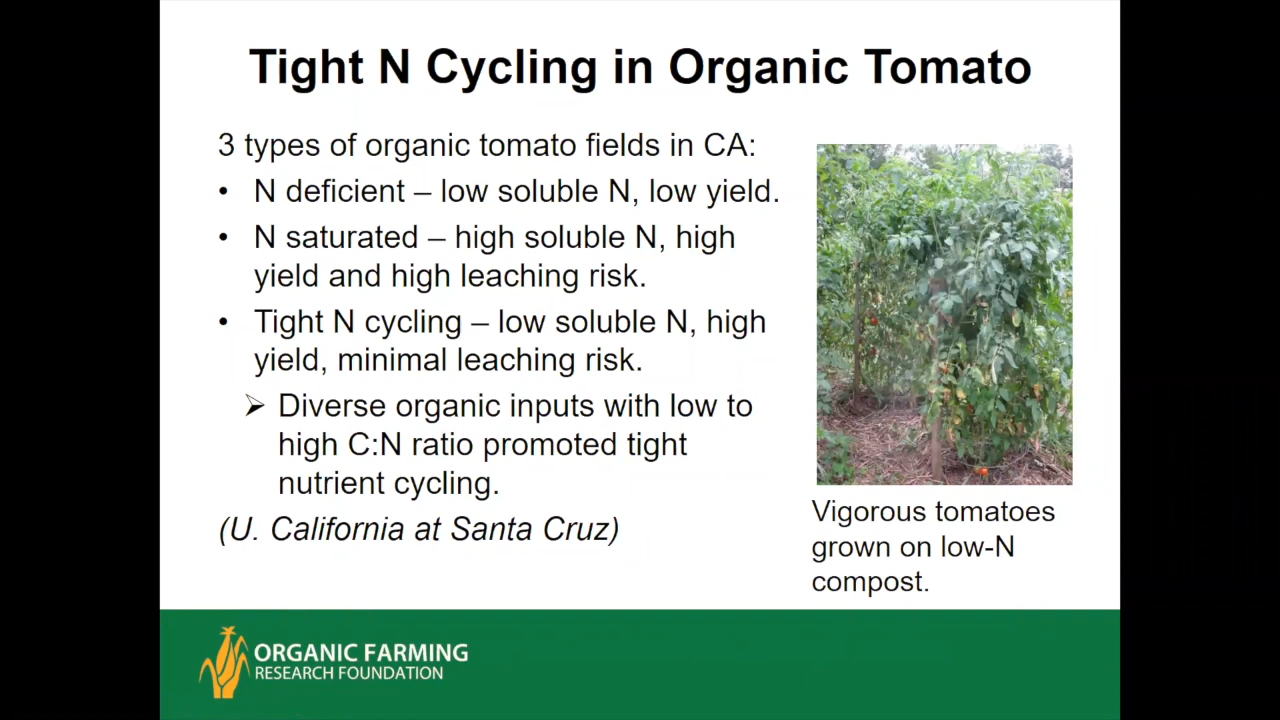 Tight N Cycling in Organic Tomato
3 types of organic tomato fields in CA:
• N deficient – low soluble N, low yield.
• N saturated – high soluble N, high
yield and high leaching risk.
• Tight N cycling – low soluble N, high
yield, minimal leaching risk.
➢ Diverse organic inputs with low to
high C:N ratio promoted tight
nutrient cycling.
(U. California at Santa Cruz)
Vigorous tomatoes
grown on low-N
compost.
ORGANIC FARMING
RESEARCH FOUNDATION